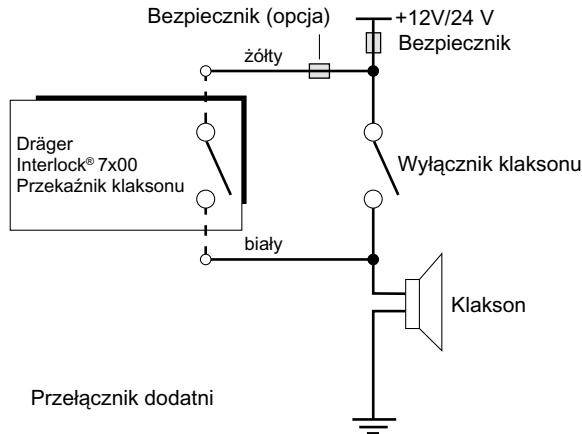 Bezpiecznik (opcja)
+12V/24 V
Bezpiecznik
żółty
Dräger
Interlock® 7x00
Przekaźnik klaksonu
Wyłącznik klaksonu
biały
Klakson
Przełącznik dodatni